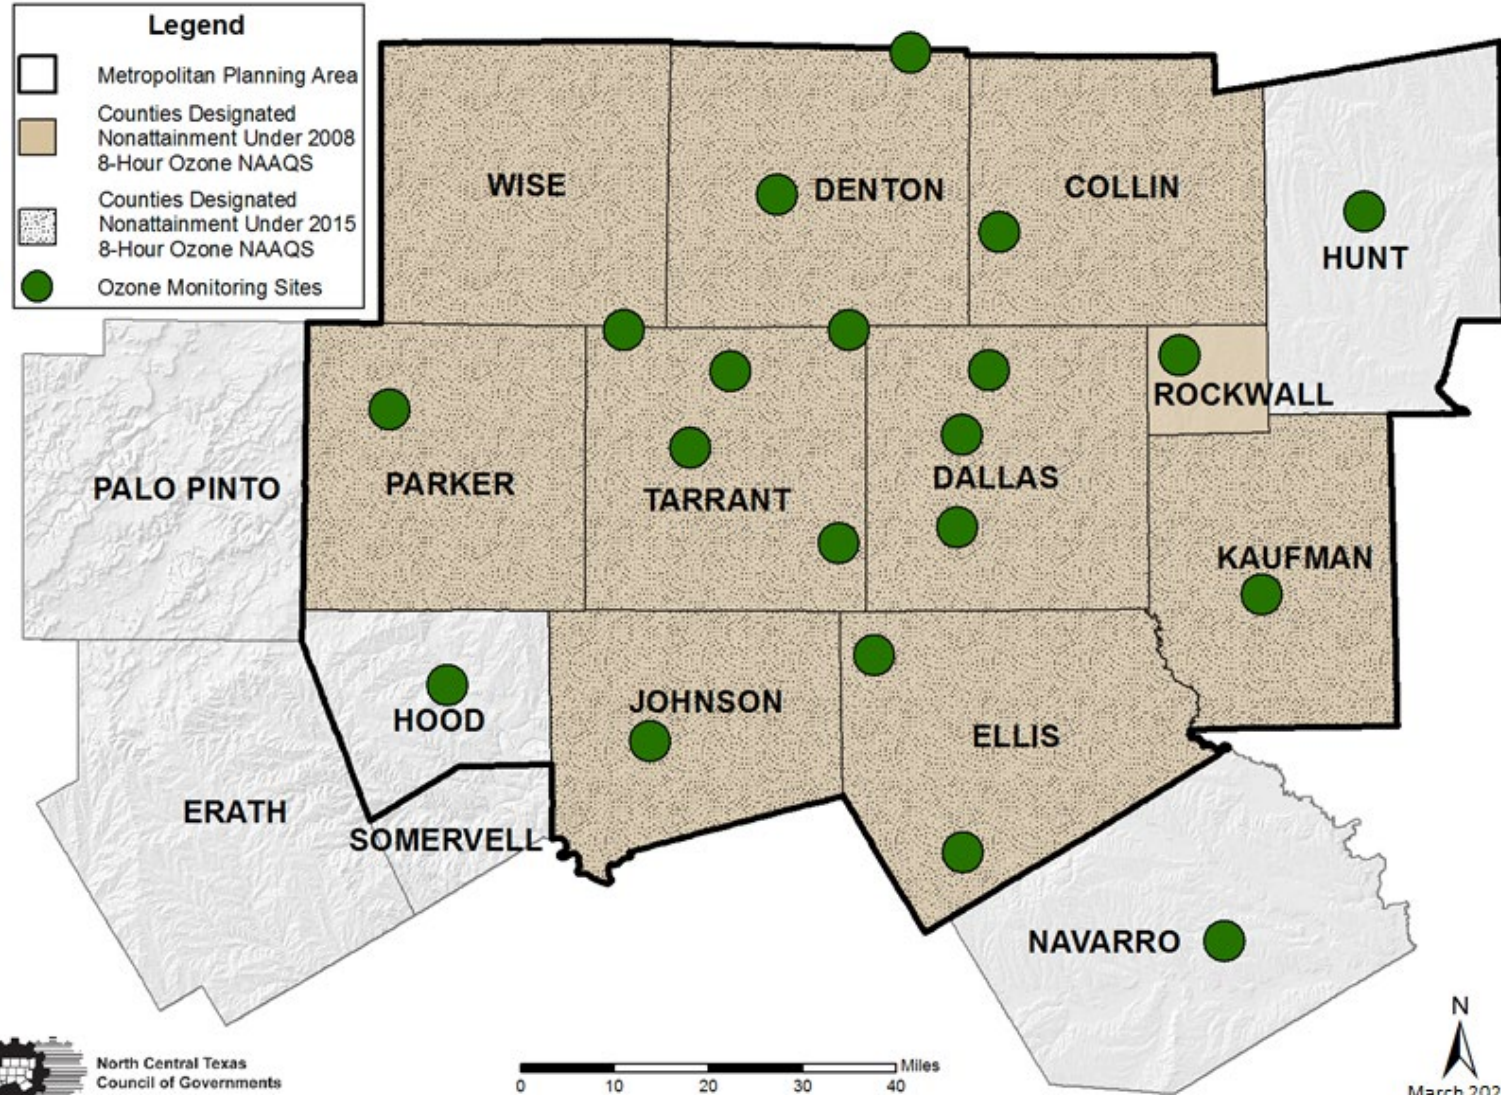 Legend
Metropolitan Planning Area
Counties Designated
Nonattainment Under 2008
8-Hour Ozone NAAQS
Counties Designated
Nonattainment Under 2015
8-Hour Ozone NAAQS
Ozone Monitoring Sites
WISE
DENTON
COLLIN
HUNT
ROCKWALL
PALO PINTO
PARKER
TARRANT
DALLAS
KAUFMAN
HOOD
JOHNSON
ELLIS
ERATH
SOMERVELL
NAVARRO
North Central Texas
Council of Governments
Miles
0 10 20 30 40
N
March 202